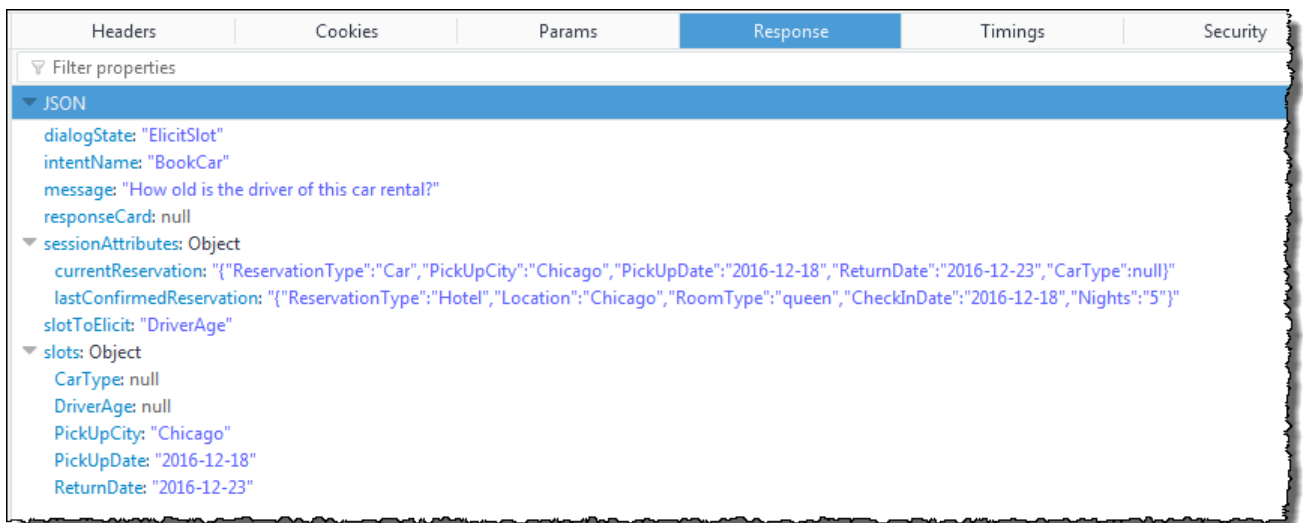 Headers Cookies Params Response Timings Security
Filter properties
JSON
dialogState: "ElicitSlot"
intentName: "BookCar"
message: "How old is the driver of this car rental?"
responseCard: null
sessionAttributes: Object
currentReservation: "{"ReservationType":"Car","PickUpCity":"Chicago","PickUpDate":"2016-12-18","ReturnDate":"2016-12-23","CarType":null}"
lastConfirmedReservation: "{"ReservationType":"Hotel","Location":"Chicago","RoomType":"queen","CheckInDate":"2016-12-18","Nights":"5"}"
slotToElicit: "DriverAge"
slots: Object
CarType: null
DriverAge: null
PickUpCity: "Chicago"
PickUpDate: "2016-12-18"
ReturnDate: "2016-12-23"